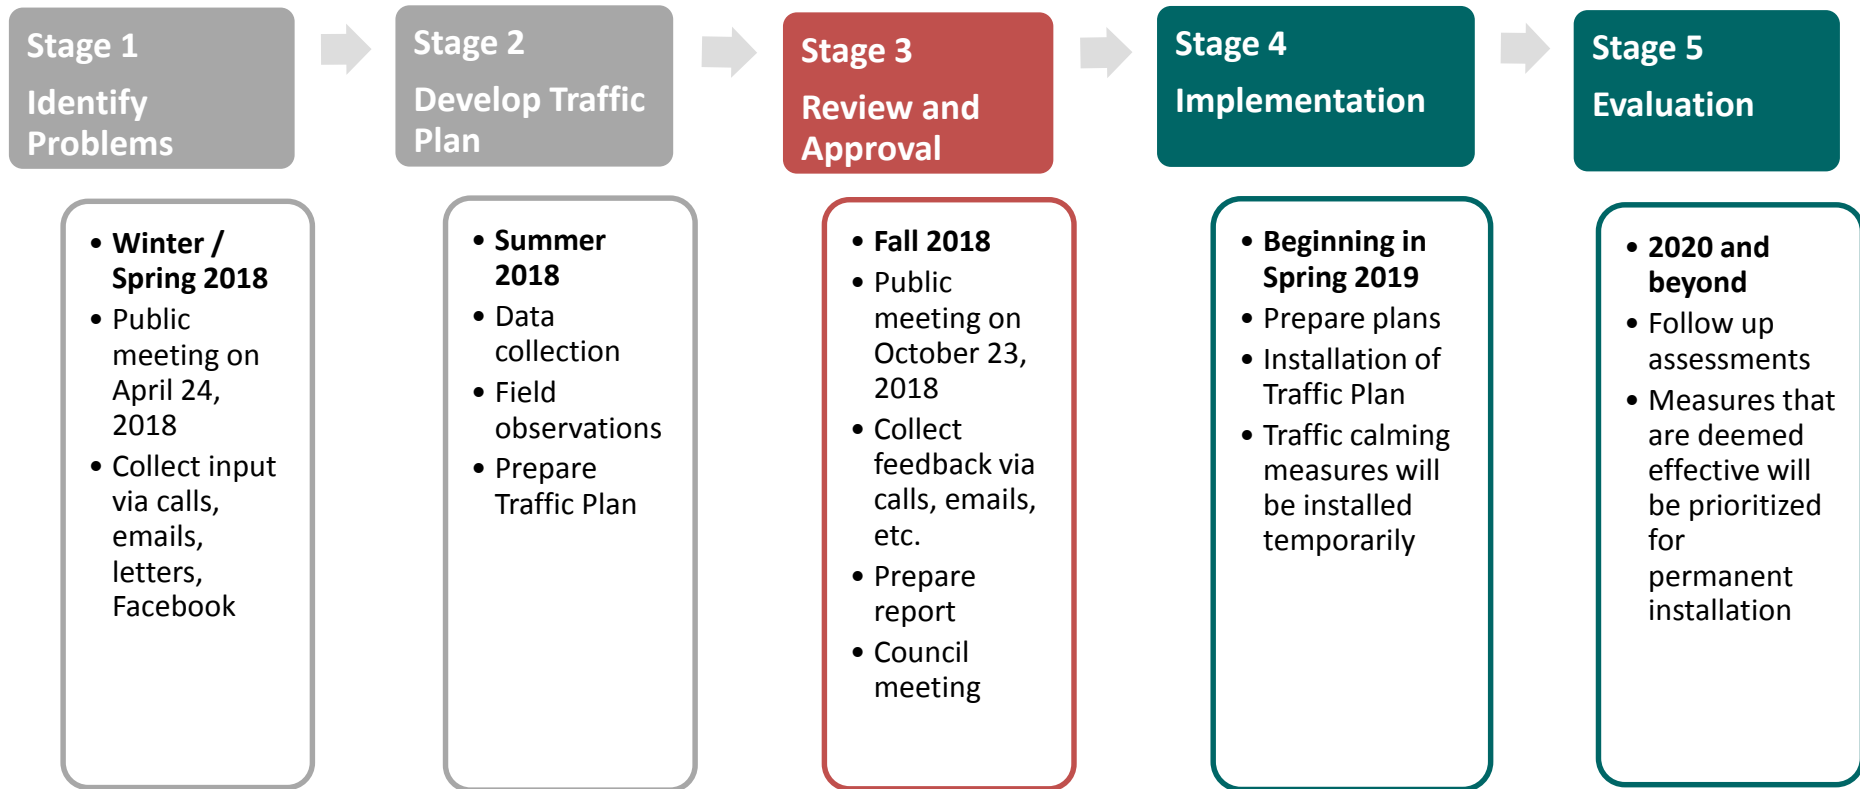 Stage 1
Identify
Problems
• Winter /
Spring 2018
• Public
meeting on
April 24,
2018
• Collect input
via calls,
emails,
letters,
Facebook
Stage 2
Develop Traffic
Plan
• Summer
2018
• Data
collection
• Field
observations
• Prepare
Traffic Plan
Stage 3
Review and
Approval
• Fall 2018
• Public
meeting on
October 23,
2018
• Collect
feedback via
calls, emails,
etc.
• Prepare
report
• Council
meeting
Stage 4
Implementation
• Beginning in
Spring 2019
• Prepare plans
• Installation of
Traffic Plan
• Traffic calming
measures will
be installed
temporarily
Stage 5
Evaluation
• 2020 and
beyond
• Follow up
assessments
• Measures that
are deemed
effective will
be prioritized
for
permanent
installation